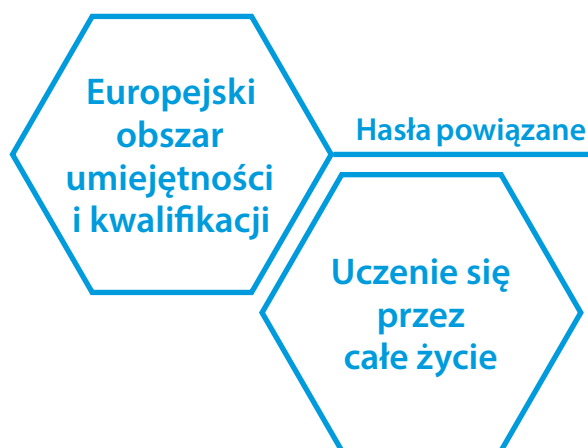 Europejski
obszar
umiejętności
i kwalifikacji
Hasła powiązane
Uczenie się
przez
całe życie